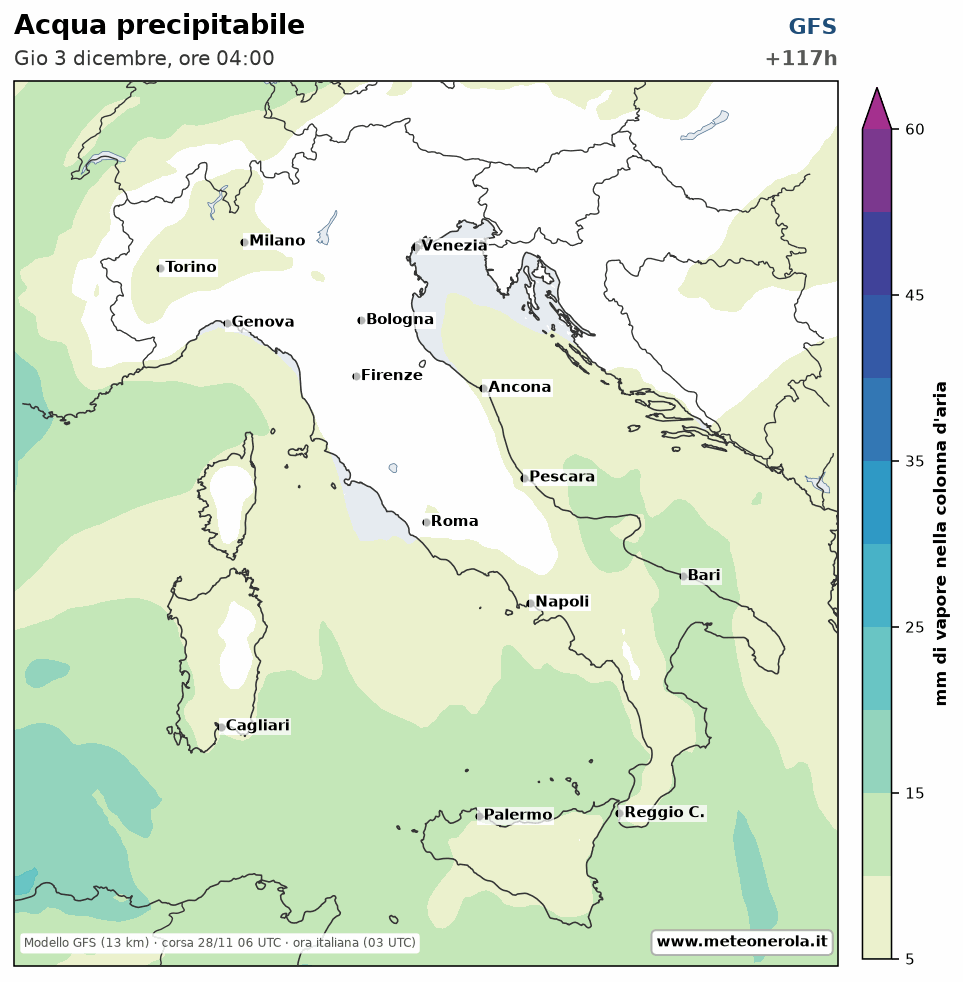 Acqua precipitabile
GFS
Gio 3 dicembre, ore 04:00
+117h
60
Milano
Venezia
Torino
45
Genova
Bologna
Firenze
Ancona
35
Pescara
Roma
Bari
Napoli
25
mm di vapore nella colonna d'aria
Cagliari
15
Palermo
Reggio C.
Modello GFS (13 km) · corsa 28/11 06 UTC · ora italiana (03 UTC)
www.meteonerola.it
5